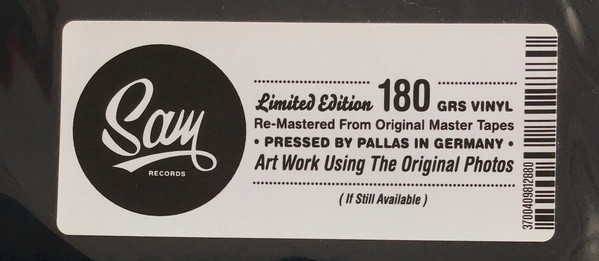 Sam
RECORDS
Limited Edition 180 GRS VINYL
Re-Mastered From Original Master Tapes
• PRESSED BY PALLAS IN GERMANY •
Art Work Using The Original Photos
( If Still Available )
3700409812880